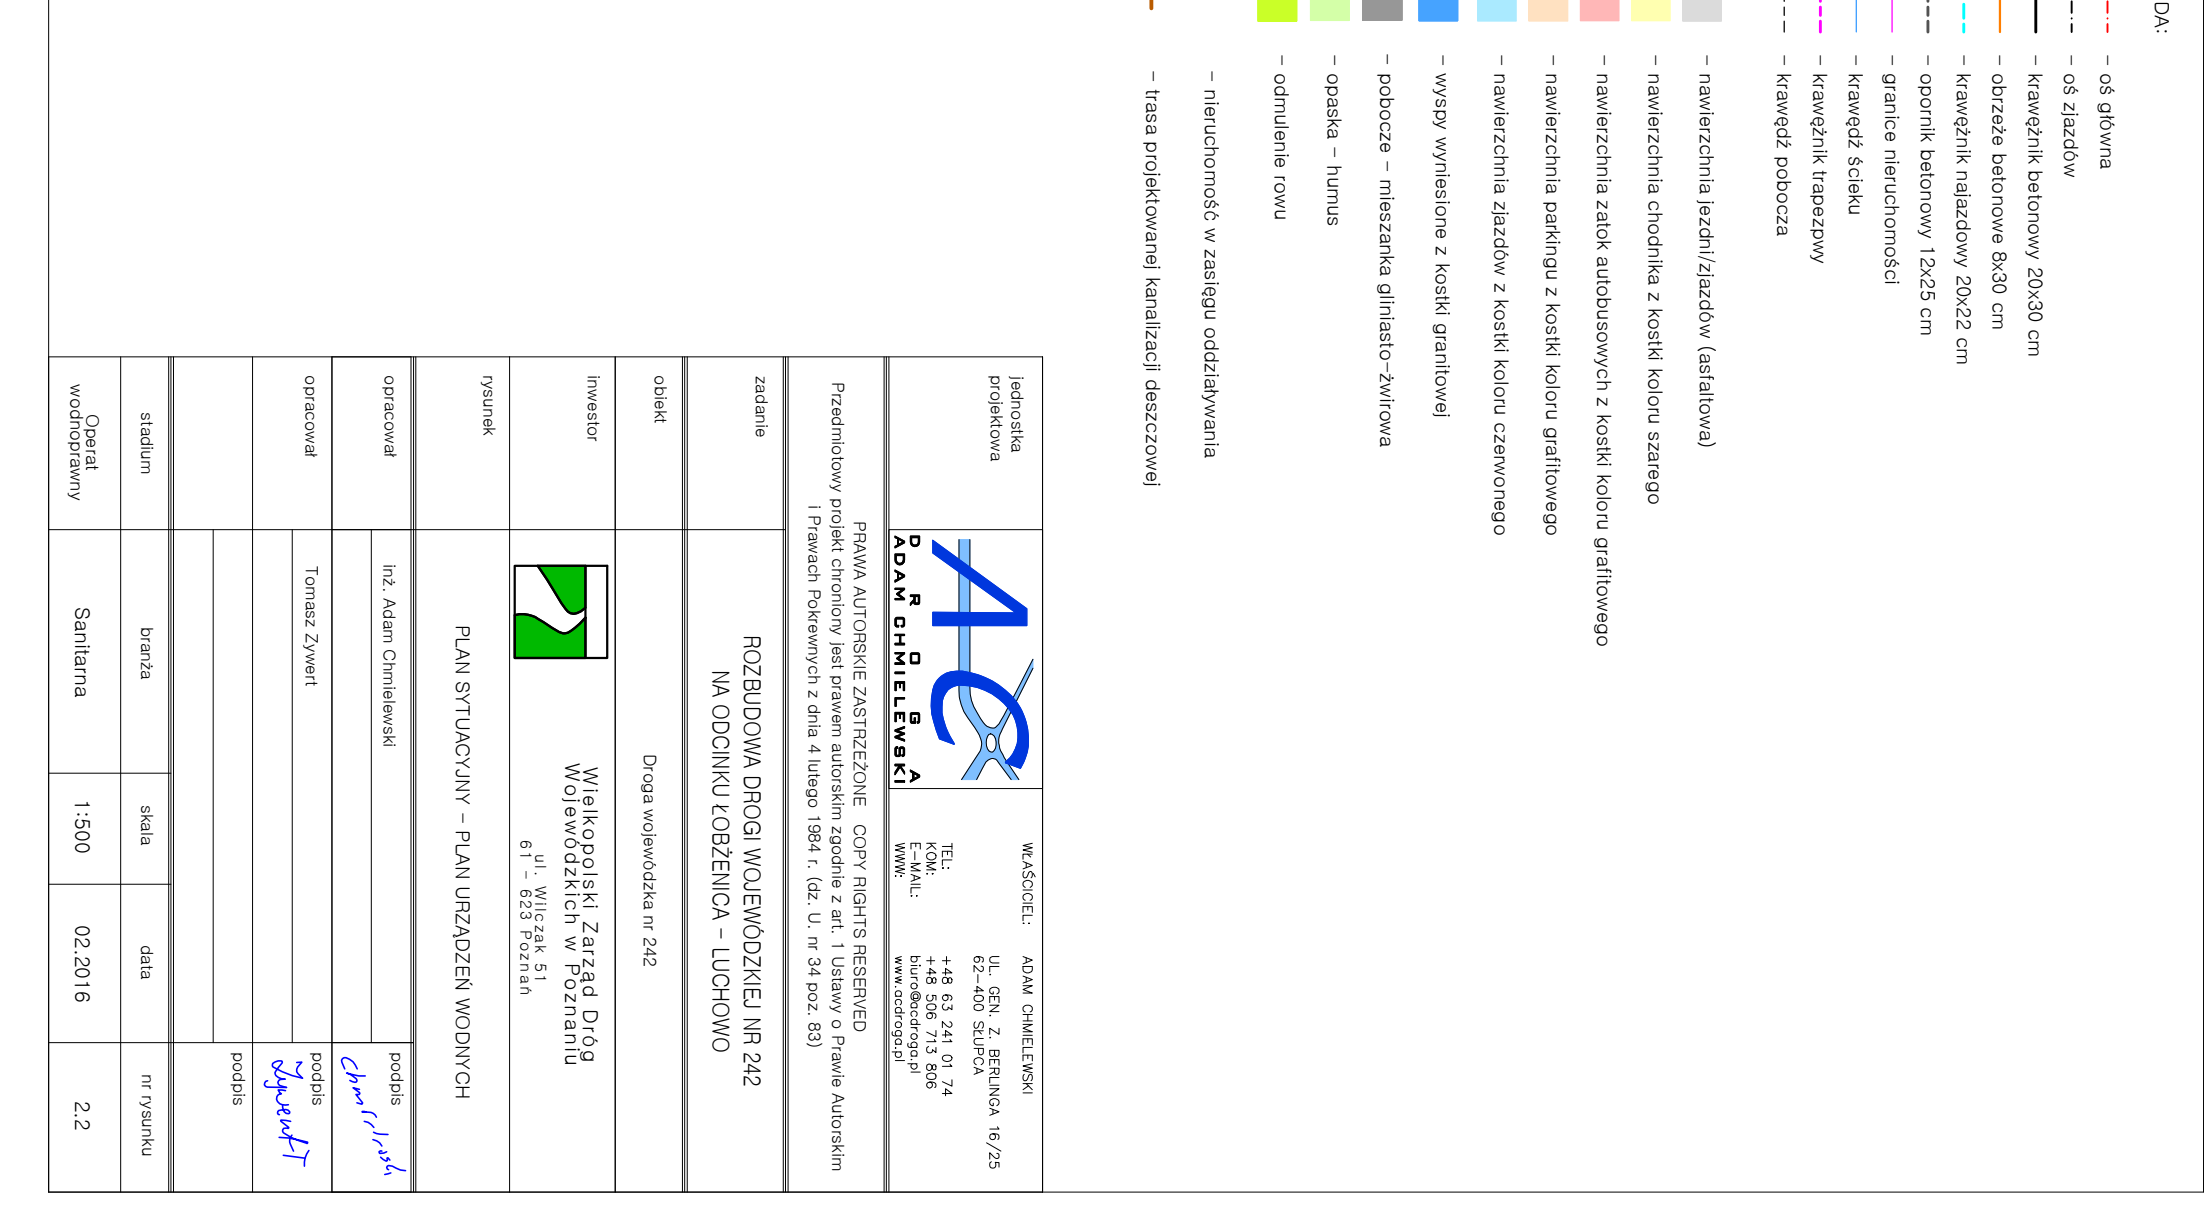 DA:
– oś główna
– oś zjazdów
– krawężnik betonowy 20x30 cm
– obrzeże betonowe 8x30 cm
– krawężnik najazdowy 20x22 cm
– opornik betonowy 12x25 cm
– granice nieruchomości
– krawędź ścieku
– krawężnik trapezpwy
– krawędź pobocza
– nawierzchnia jezdni/zjazdów (asfaltowa)
– nawierzchnia chodnika z kostki koloru szarego
– nawierzchnia zatok autobusowych z kostki koloru grafitowego
– nawierzchnia parkingu z kostki koloru grafitowego
– nawierzchnia zjazdów z kostki koloru czerwonego
– wyspy wyniesione z kostki granitowej
– pobocze – mieszanka gliniasto–żwirowa
– opaska – humus
– odmulenie rowu
– nieruchomość w zasięgu oddziaływania
– trasa projektowanej kanalizacji deszczowej
jednostka
projektowa
AC
D R O G A
ADAM CHMIELEWSKI
WŁAŚCICIEL: ADAM CHMIELEWSKI
UL. GEN. Z. BERLINGA 16/25
62–400 SŁUPCA
TEL: +48 63 241 01 74
KOM: +48 506 713 806
E–MAIL: biuro@acdroga.pl
WWW: www.acdroga.pl
PRAWA AUTORSKIE ZASTRZEŻONE COPY RIGHTS RESERVED
Przedmiotowy projekt chroniony jest prawem autorskim zgodnie z art. 1 Ustawy o Prawie Autorskim
i Prawach Pokrewnych z dnia 4 lutego 1984 r. (dz. U. nr 34 poz. 83)
zadanie
ROZBUDOWA DROGI WOJEWÓDZKIEJ NR 242
NA ODCINKU ŁOBŻENICA – LUCHOWO
obiekt
Droga wojewódzka nr 242
inwestor
Wielkopolski Zarząd Dróg
Wojewódzkich w Poznaniu
ul. Wilczak 51
61 – 623 Poznań
rysunek
PLAN SYTUACYJNY – PLAN URZĄDZEŃ WODNYCH
opracował
inż. Adam Chmielewski
podpis
opracował
Tomasz Zywert
podpis
Żywert T
podpis
stadium branża skala data nr rysunku
Operat
wodnoprawny
Sanitarna 1:500 02.2016 2.2